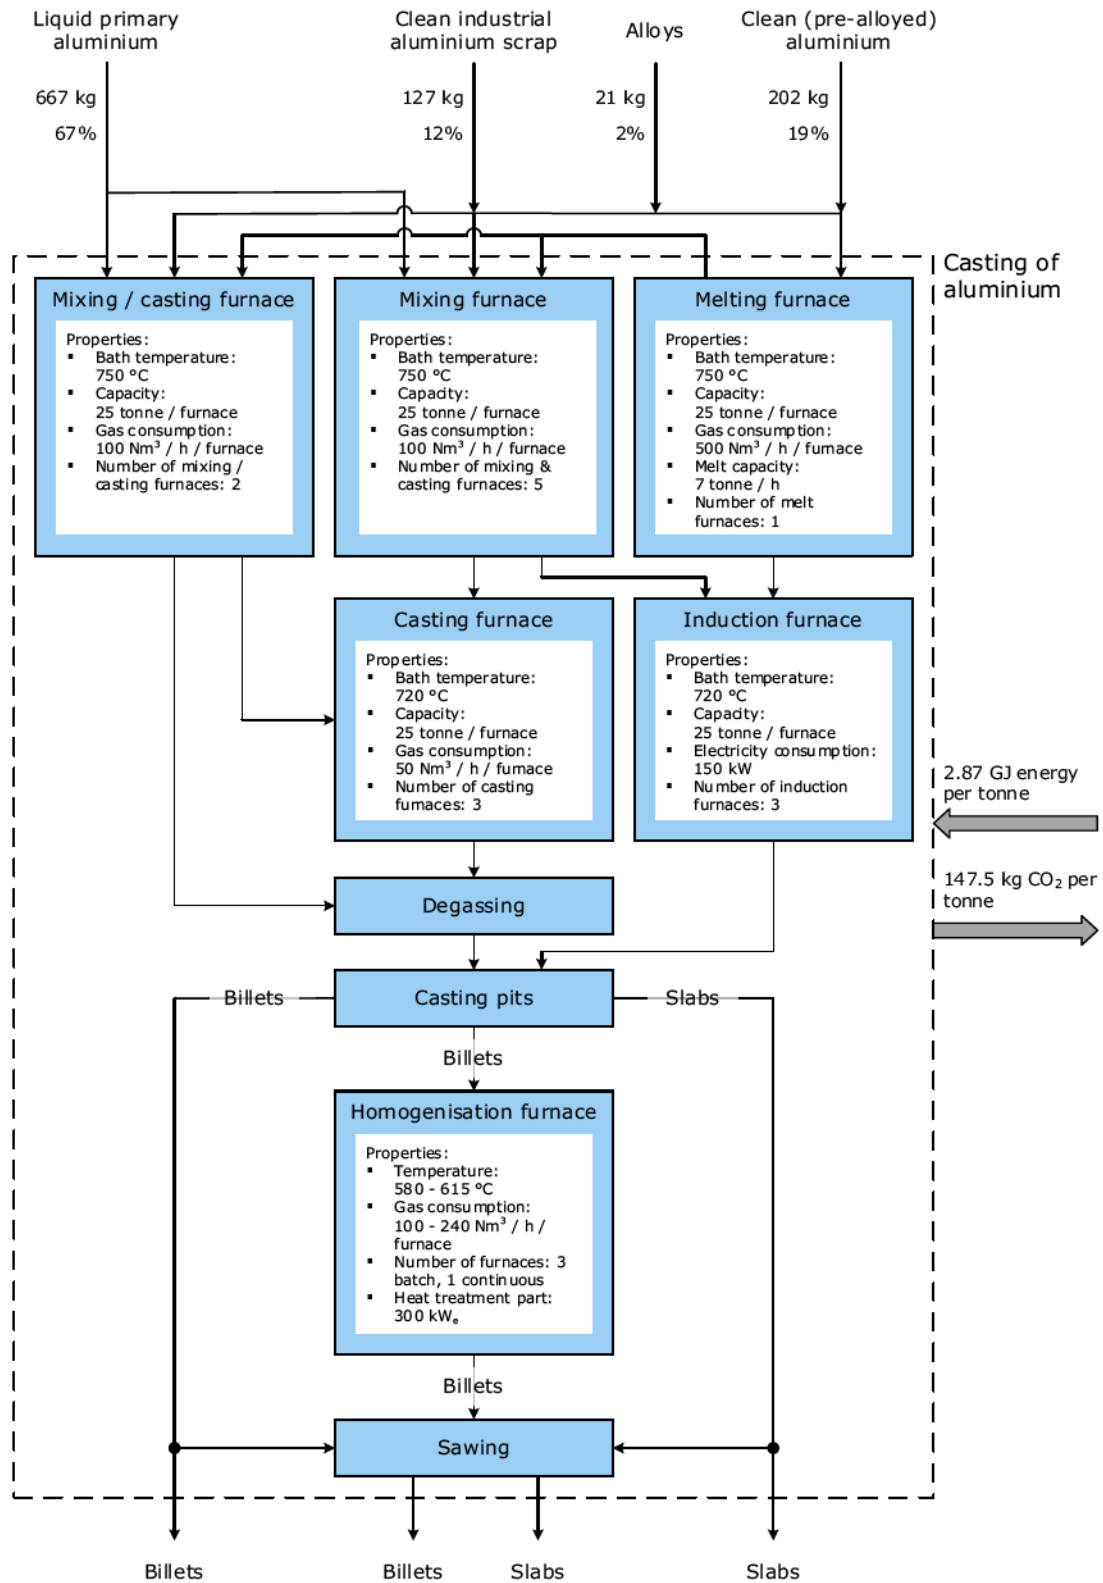 Liquid primary
aluminium
Clean industrial
aluminium scrap
Alloys
Clean (pre-alloyed)
aluminium
667 kg
67%
127 kg
12%
21 kg
2%
202 kg
19%
Casting of
aluminium
Mixing / casting furnace
Properties:
▪ Bath temperature:
750 °C
▪ Capacity:
25 tonne / furnace
▪ Gas consumption:
100 Nm³ / h / furnace
▪ Number of mixing /
casting furnaces: 2
Mixing furnace
Properties:
▪ Bath temperature:
750 °C
▪ Capacity:
25 tonne / furnace
▪ Gas consumption:
100 Nm³ / h / furnace
▪ Number of mixing &
casting furnaces: 5
Melting furnace
Properties:
▪ Bath temperature:
750 °C
▪ Capacity:
25 tonne / furnace
▪ Gas consumption:
500 Nm³ / h / furnace
▪ Melt capacity:
7 tonne / h
▪ Number of melt
furnaces: 1
Casting furnace
Properties:
▪ Bath temperature:
720 °C
▪ Capacity:
25 tonne / furnace
▪ Gas consumption:
50 Nm³ / h / furnace
▪ Number of casting
furnaces: 3
Induction furnace
Properties:
▪ Bath temperature:
720 °C
▪ Capacity:
25 tonne / furnace
▪ Electricity consumption:
150 kW
▪ Number of induction
furnaces: 3
2.87 GJ energy
per tonne
147.5 kg CO₂ per
tonne
Degassing
Billets
Casting pits
Slabs
Billets
Homogenisation furnace
Properties:
▪ Temperature:
580 - 615 °C
▪ Gas consumption:
100 - 240 Nm³ / h /
furnace
▪ Number of furnaces: 3
batch, 1 continuous
▪ Heat treatment part:
300 kWₑ
Billets
Sawing
Billets
Billets
Slabs
Slabs